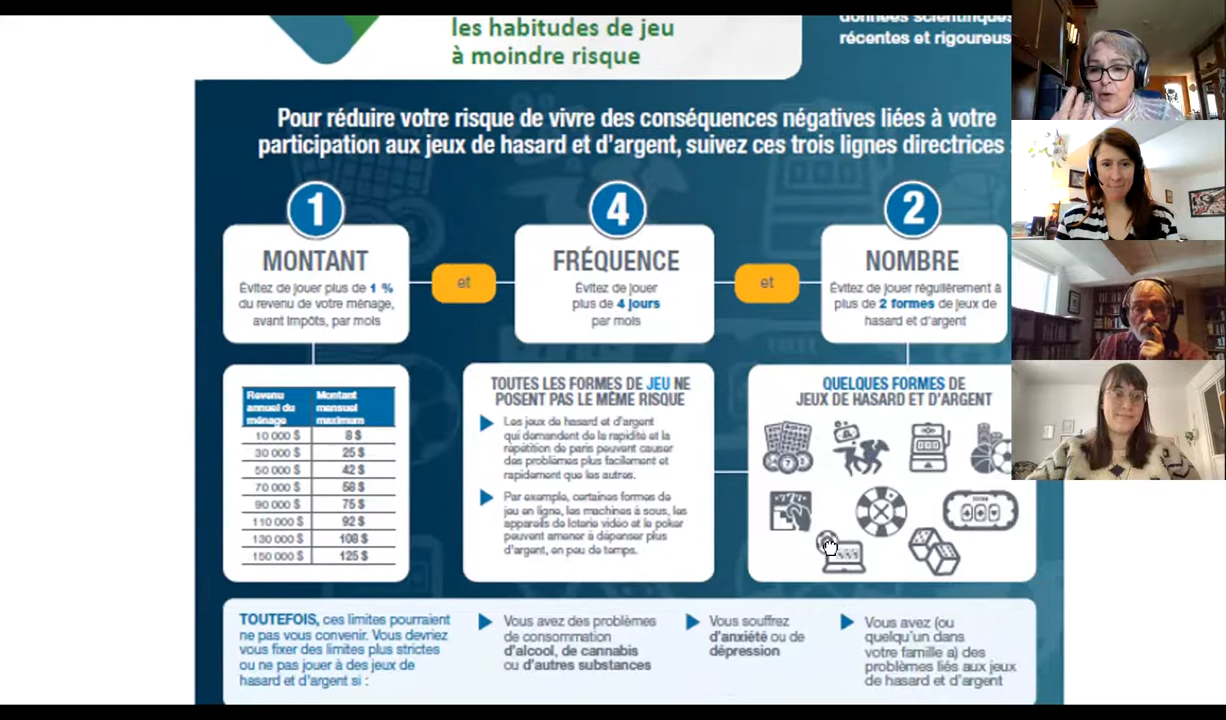 les habitudes de jeu
à moindre risque
données scientifiques
récentes et rigoureus
Pour réduire votre risque de vivre des conséquences négatives liées à votre
participation aux jeux de hasard et d'argent, suivez ces trois lignes directrices :
1
MONTANT
Évitez de jouer plus de 1 %
du revenu de votre ménage,
avant impôts, par mois
et
4
FRÉQUENCE
Évitez de jouer
plus de 4 jours
par mois
et
2
NOMBRE
Évitez de jouer régulièrement à
plus de 2 formes de jeux de
hasard et d'argent
Revenu annuel du ménage | Montant mensuel maximum
10 000 $ 8 $
30 000 $ 25 $
50 000 $ 42 $
70 000 $ 58 $
90 000 $ 75 $
110 000 $ 92 $
130 000 $ 108 $
150 000 $ 125 $
TOUTES LES FORMES DE JEU NE
POSENT PAS LE MÊME RISQUE
Les jeux de hasard et d'argent
qui demandent de la rapidité et la
répétition de paris peuvent causer
des problèmes plus facilement et
rapidement que les autres.
Par exemple, certaines formes de
jeu en ligne, les machines à sous, les
appareils de loterie vidéo et le poker
peuvent amener à dépenser plus
d'argent, en peu de temps.
QUELQUES FORMES DE
JEUX DE HASARD ET D'ARGENT
TOUTEFOIS, ces limites pourraient
ne pas vous convenir. Vous devriez
vous fixer des limites plus strictes
ou ne pas jouer à des jeux de
hasard et d'argent si :
Vous avez des problèmes
de consommation
d'alcool, de cannabis
ou d'autres substances
Vous souffrez
d'anxiété ou de
dépression
Vous avez (ou
quelqu'un dans
votre famille a) des
problèmes liés aux jeux
de hasard et d'argent